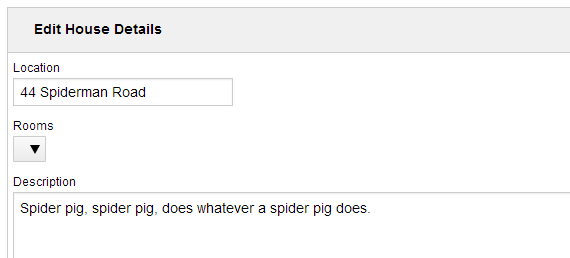 Edit House Details
Location
44 Spiderman Road
Rooms
Description
Spider pig, spider pig, does whatever a spider pig does.